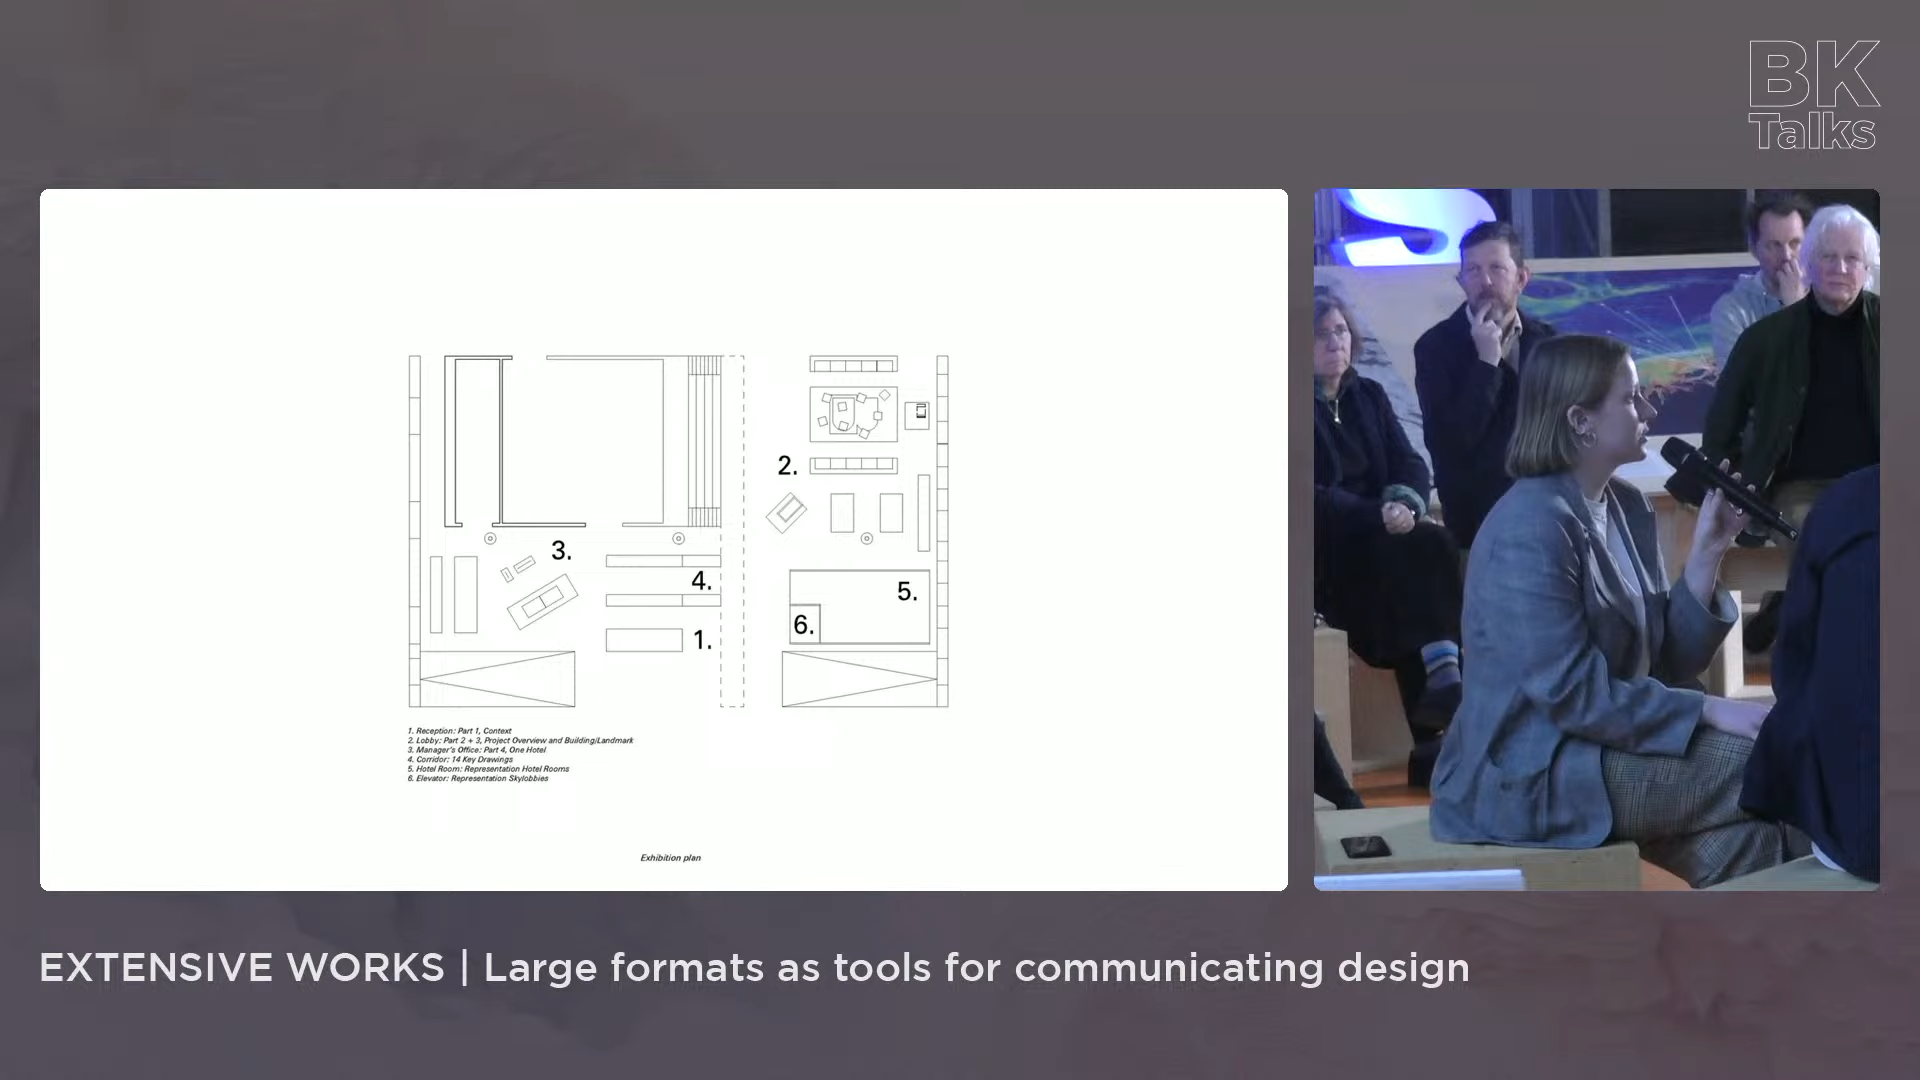 BK
Talks
2.
3.
4.
5.
6.
1.
1. Reception: Part 1, Context
2. Lobby: Part 2 + 3, Project Overview and Building/Landmark
3. Manager's Office: Part 4, One Hotel
4. Corridor: 14 Key Drawings
5. Hotel Room: Representation Hotel Rooms
6. Elevator: Representation Skylobbies
Exhibition plan
EXTENSIVE WORKS | Large formats as tools for communicating design